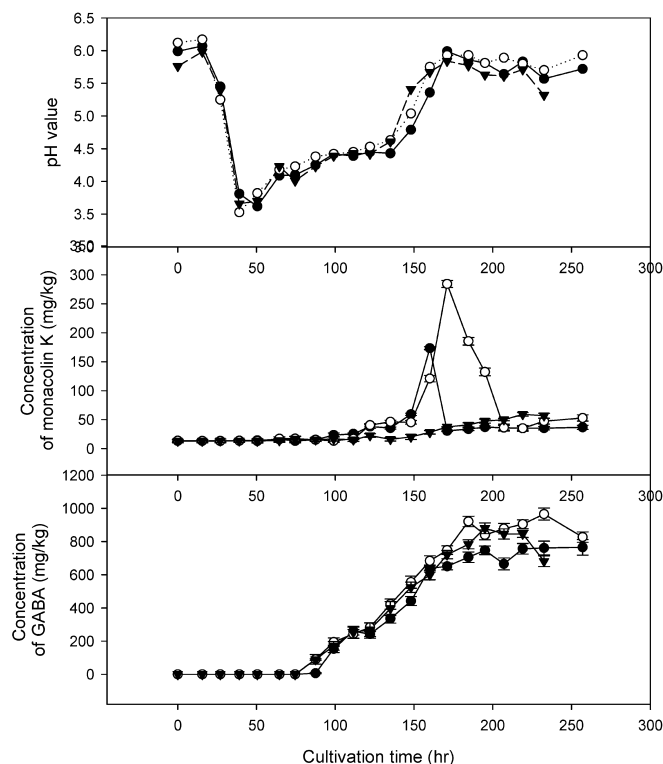 6.5
6.0
5.5
5.0
4.5
4.0
3.5
3.0
pH value
0 50 100 150 200 250 300
350
300
250
200
150
100
50
0
Concentration
of monacolin K (mg/kg)
0 50 100 150 200 250 300
1200
1000
800
600
400
200
0
Concentration
of GABA (mg/kg)
0 50 100 150 200 250 300
Cultivation time (hr)